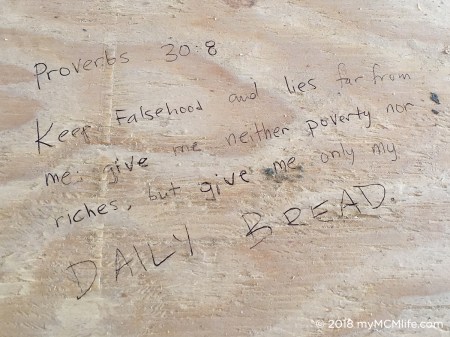 Proverbs 30:8
Keep Falsehood and lies far from
me; give me neither poverty nor
riches, but give me only my
DAILY BREAD.
© 2018 myMCMlife.com